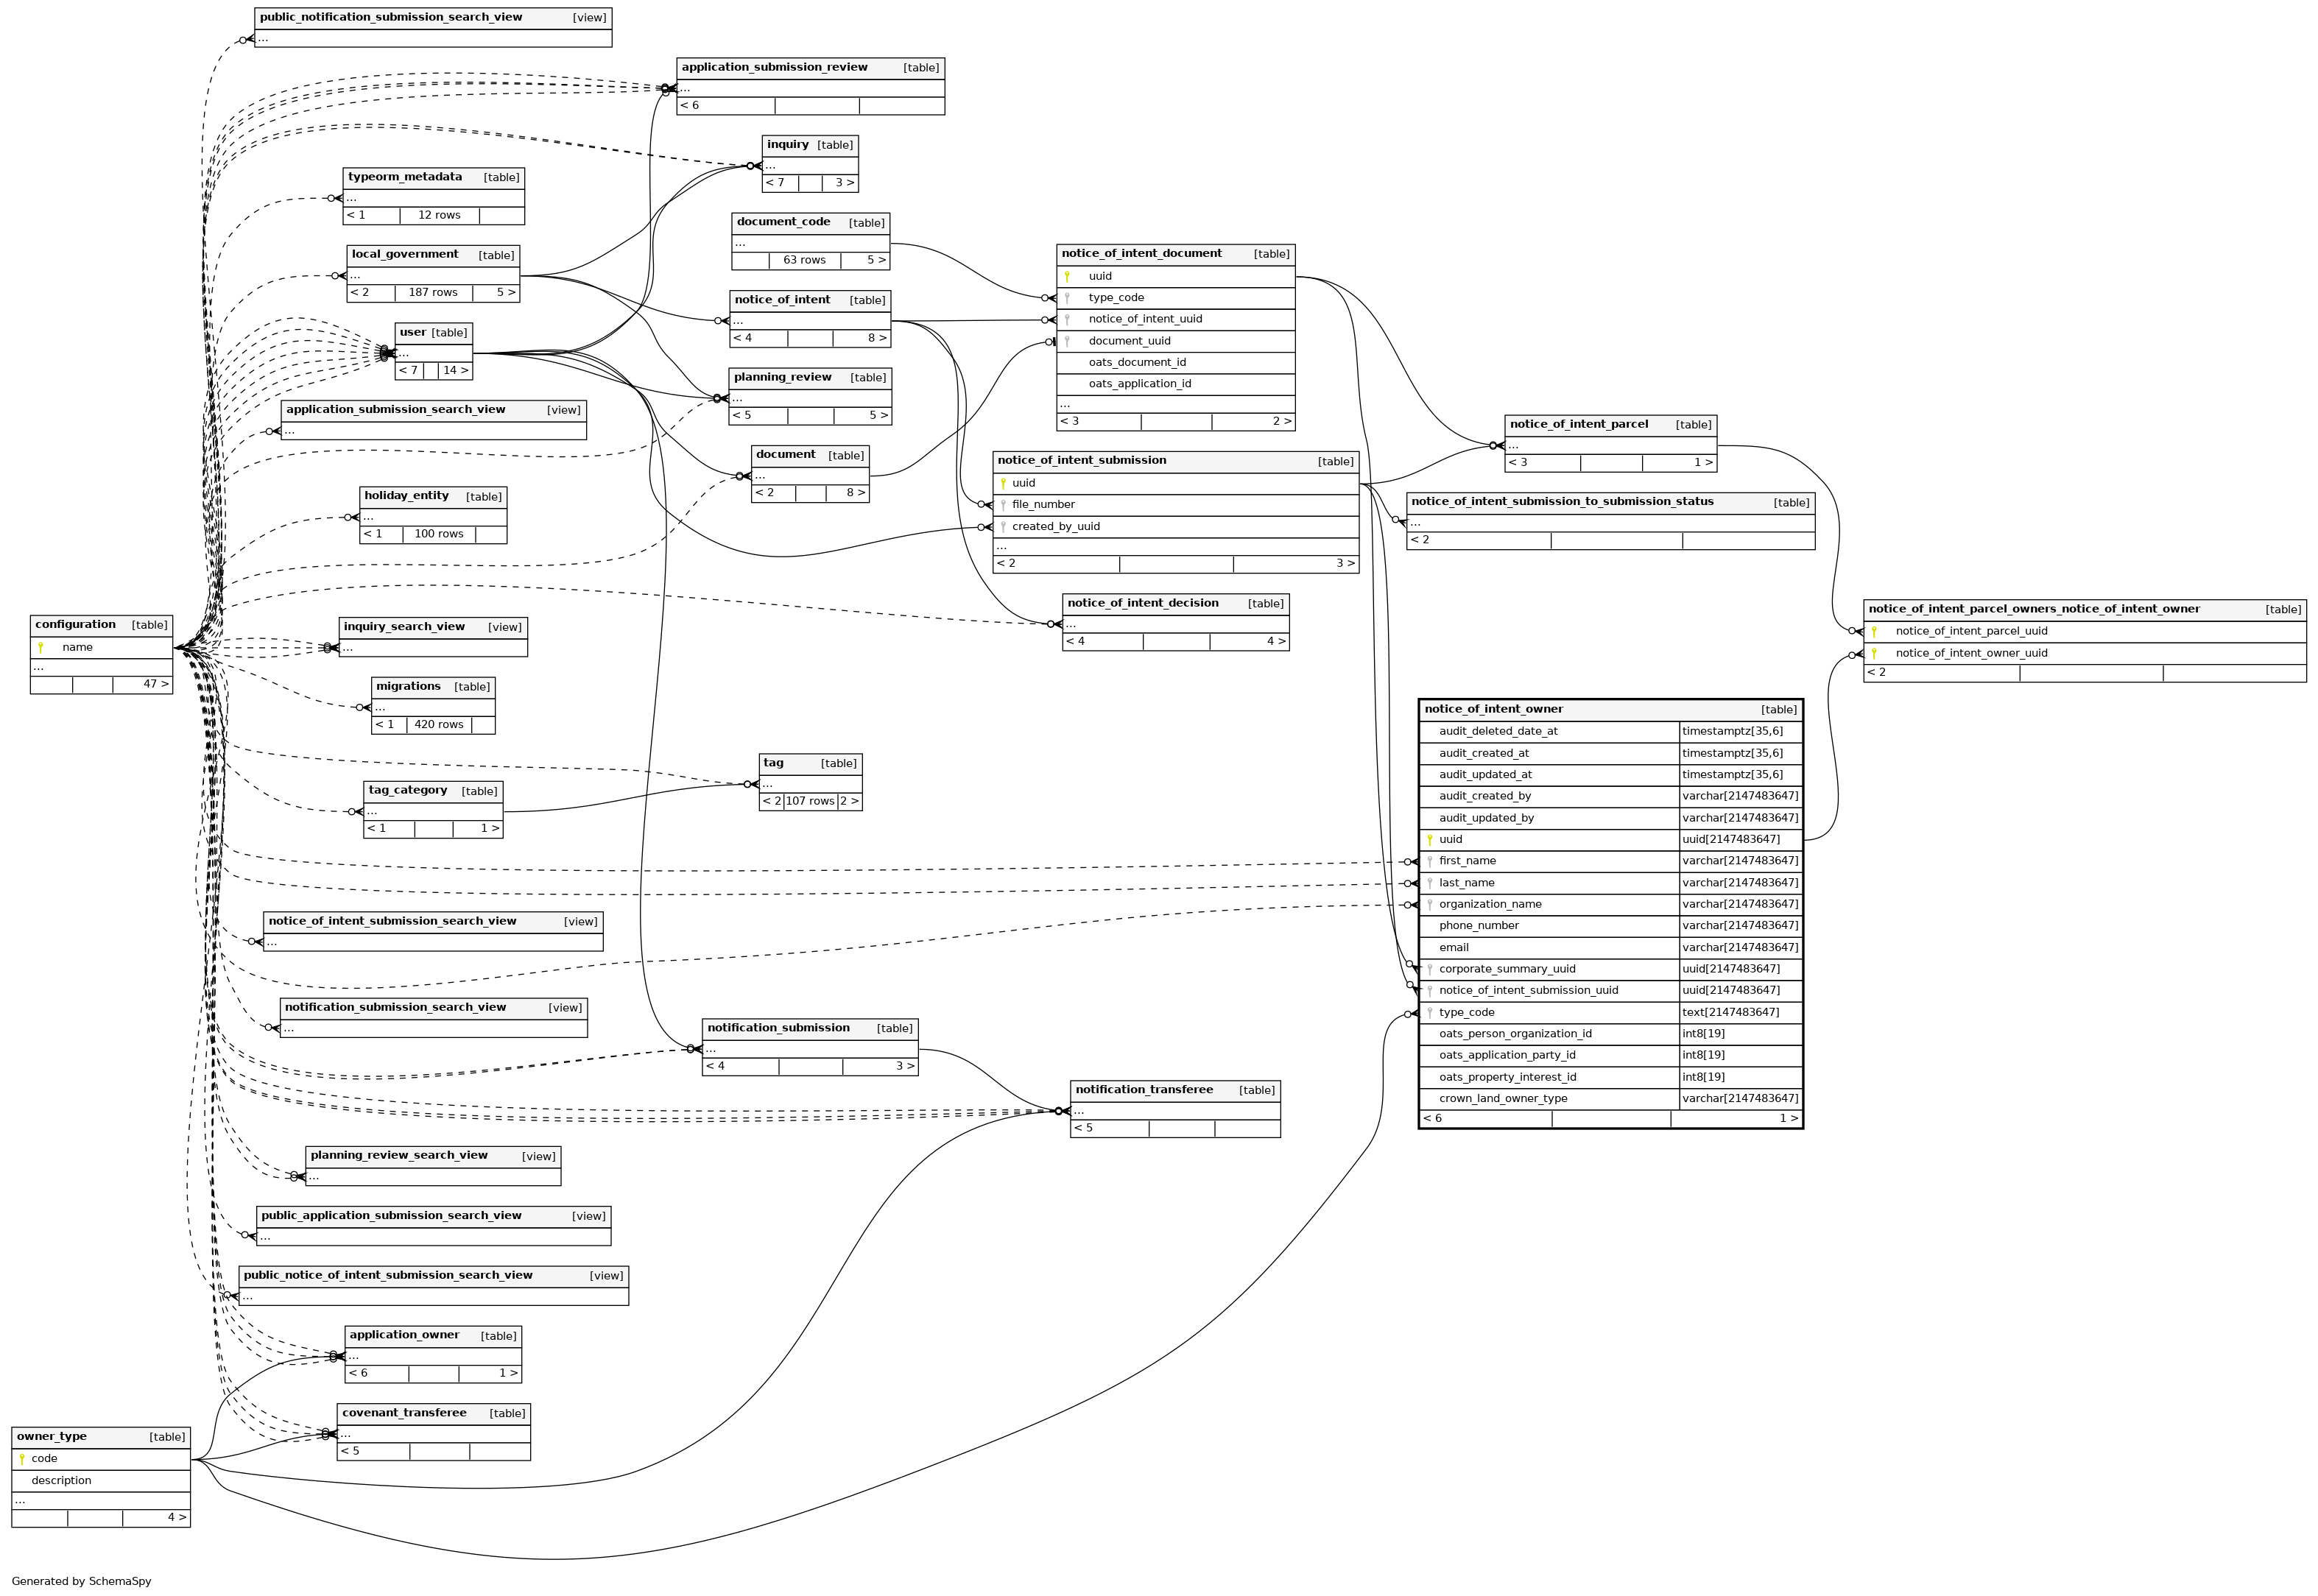 public_notification_submission_search_view [view]
...
application_submission_review [table]
...
< 6
inquiry [table]
...
< 7 3 >
typeorm_metadata [table]
...
< 1 12 rows
document_code [table]
...
63 rows 5 >
local_government [table]
...
< 2 187 rows 5 >
notice_of_intent_document [table]
uuid
type_code
notice_of_intent_uuid
document_uuid
oats_document_id
oats_application_id
...
< 3 2 >
notice_of_intent [table]
...
< 4 8 >
user [table]
...
< 7 14 >
planning_review [table]
...
< 5 5 >
application_submission_search_view [view]
...
notice_of_intent_parcel [table]
...
< 3 1 >
document [table]
...
< 2 8 >
notice_of_intent_submission [table]
uuid
file_number
created_by_uuid
...
< 2 3 >
holiday_entity [table]
...
< 1 100 rows
notice_of_intent_submission_to_submission_status [table]
...
< 2
notice_of_intent_decision [table]
...
< 4 4 >
notice_of_intent_parcel_owners_notice_of_intent_owner [table]
notice_of_intent_parcel_uuid
notice_of_intent_owner_uuid
< 2
configuration [table]
name
...
47 >
inquiry_search_view [view]
...
migrations [table]
...
< 1 420 rows
notice_of_intent_owner [table]
audit_deleted_date_at timestamptz[35,6]
audit_created_at timestamptz[35,6]
audit_updated_at timestamptz[35,6]
audit_created_by varchar[2147483647]
audit_updated_by varchar[2147483647]
uuid uuid[2147483647]
first_name varchar[2147483647]
last_name varchar[2147483647]
organization_name varchar[2147483647]
phone_number varchar[2147483647]
email varchar[2147483647]
corporate_summary_uuid uuid[2147483647]
notice_of_intent_submission_uuid uuid[2147483647]
type_code text[2147483647]
oats_person_organization_id int8[19]
oats_application_party_id int8[19]
oats_property_interest_id int8[19]
crown_land_owner_type varchar[2147483647]
< 6 1 >
tag [table]
...
< 2 107 rows 2 >
tag_category [table]
...
< 1 1 >
notice_of_intent_submission_search_view [view]
...
notification_submission_search_view [view]
...
notification_submission [table]
...
< 4 3 >
notification_transferee [table]
...
< 5
planning_review_search_view [view]
...
public_application_submission_search_view [view]
...
public_notice_of_intent_submission_search_view [view]
...
application_owner [table]
...
< 6 1 >
covenant_transferee [table]
...
< 5
owner_type [table]
code
description
...
4 >
Generated by SchemaSpy